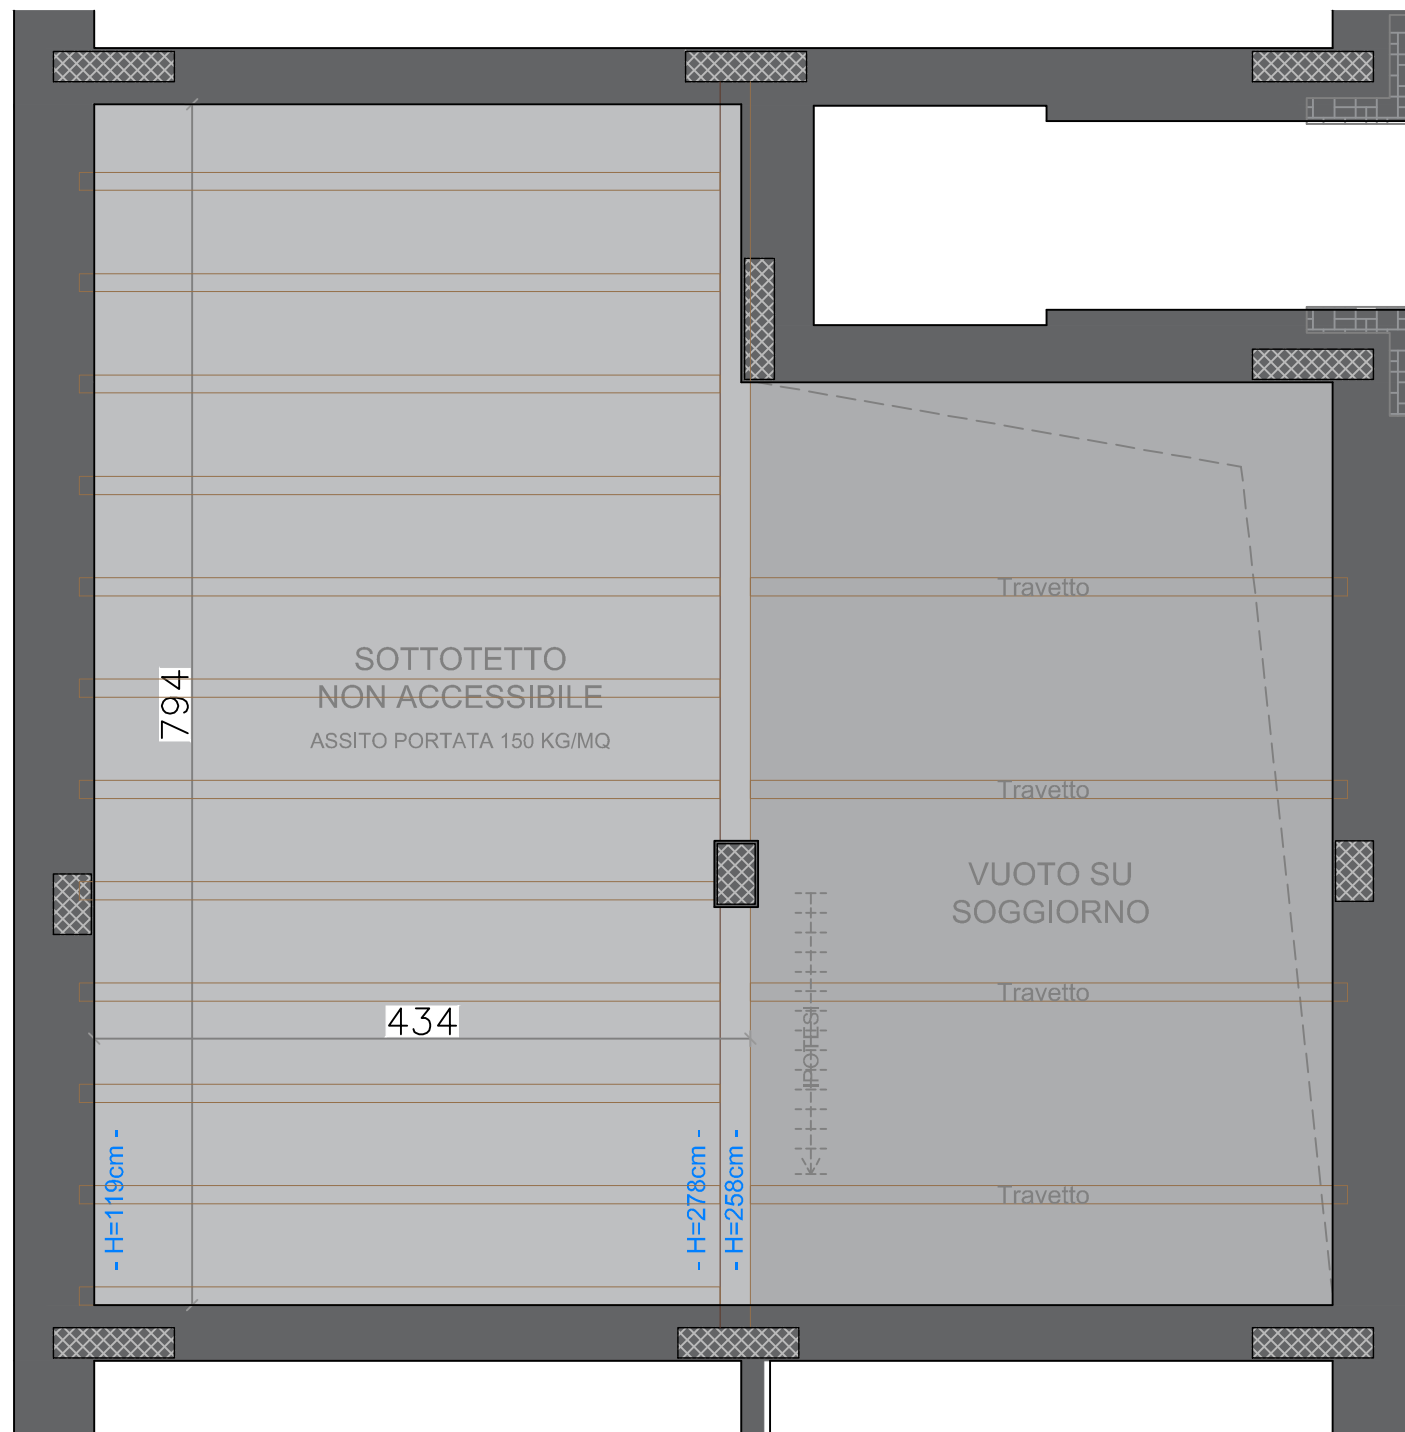 Travetto
SOTTOTETTO
NON ACCESSIBILE
ASSITO PORTATA 150 KG/MQ
794
Travetto
VUOTO SU
SOGGIORNO
Travetto
IPOTESI
434
- H=119cm -
- H=278cm -
- H=258cm -
Travetto